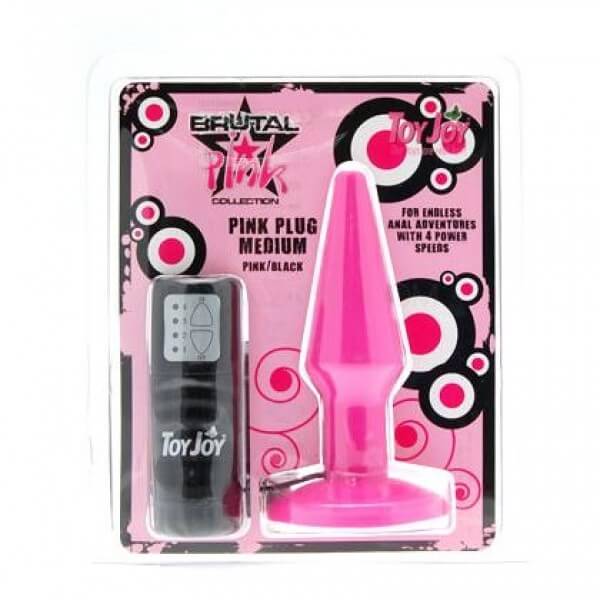 BRUTAL
Pink
COLLECTION
ToyJoy
PINK PLUG
MEDIUM
PINK/BLACK
FOR ENDLESS
ANAL ADVENTURES
WITH 4 POWER
SPEEDS
TOYJOY